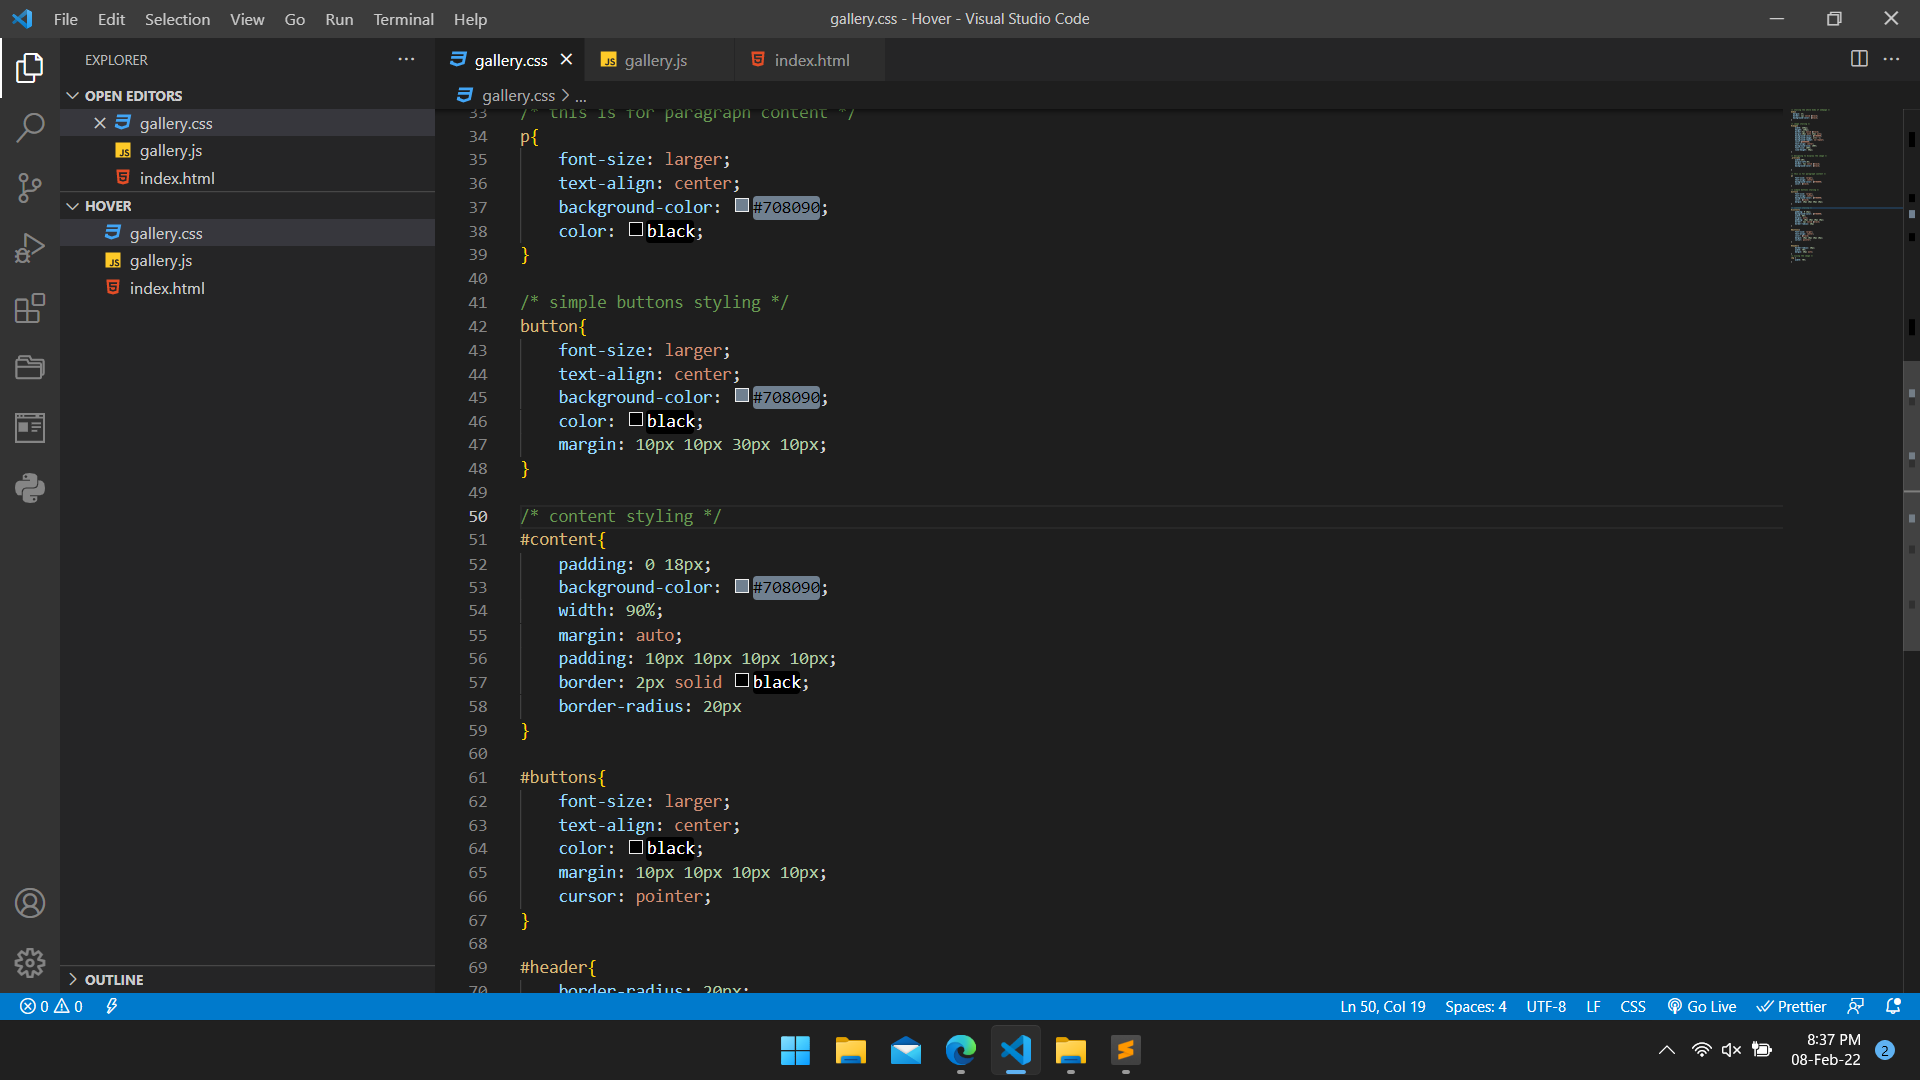 File Edit Selection View Go Run Terminal Help
gallery.css - Hover - Visual Studio Code
EXPLORER
OPEN EDITORS
gallery.css
gallery.js
index.html
HOVER
gallery.css
gallery.js
index.html
OUTLINE
gallery.css
gallery.js
index.html
gallery.css > ...
33 /* this is for paragraph content */
34 p{
35 font-size: larger;
36 text-align: center;
37 background-color: #708090;
38 color: black;
39 }
40
41 /* simple buttons styling */
42 button{
43 font-size: larger;
44 text-align: center;
45 background-color: #708090;
46 color: black;
47 margin: 10px 10px 30px 10px;
48 }
49
50 /* content styling */
51 #content{
52 padding: 0 18px;
53 background-color: #708090;
54 width: 90%;
55 margin: auto;
56 padding: 10px 10px 10px 10px;
57 border: 2px solid black;
58 border-radius: 20px
59 }
60
61 #buttons{
62 font-size: larger;
63 text-align: center;
64 color: black;
65 margin: 10px 10px 10px 10px;
66 cursor: pointer;
67 }
68
69 #header{
70 border-radius: 20px;
0 0
Ln 50, Col 19 Spaces: 4 UTF-8 LF CSS Go Live Prettier
8:37 PM
08-Feb-22
2